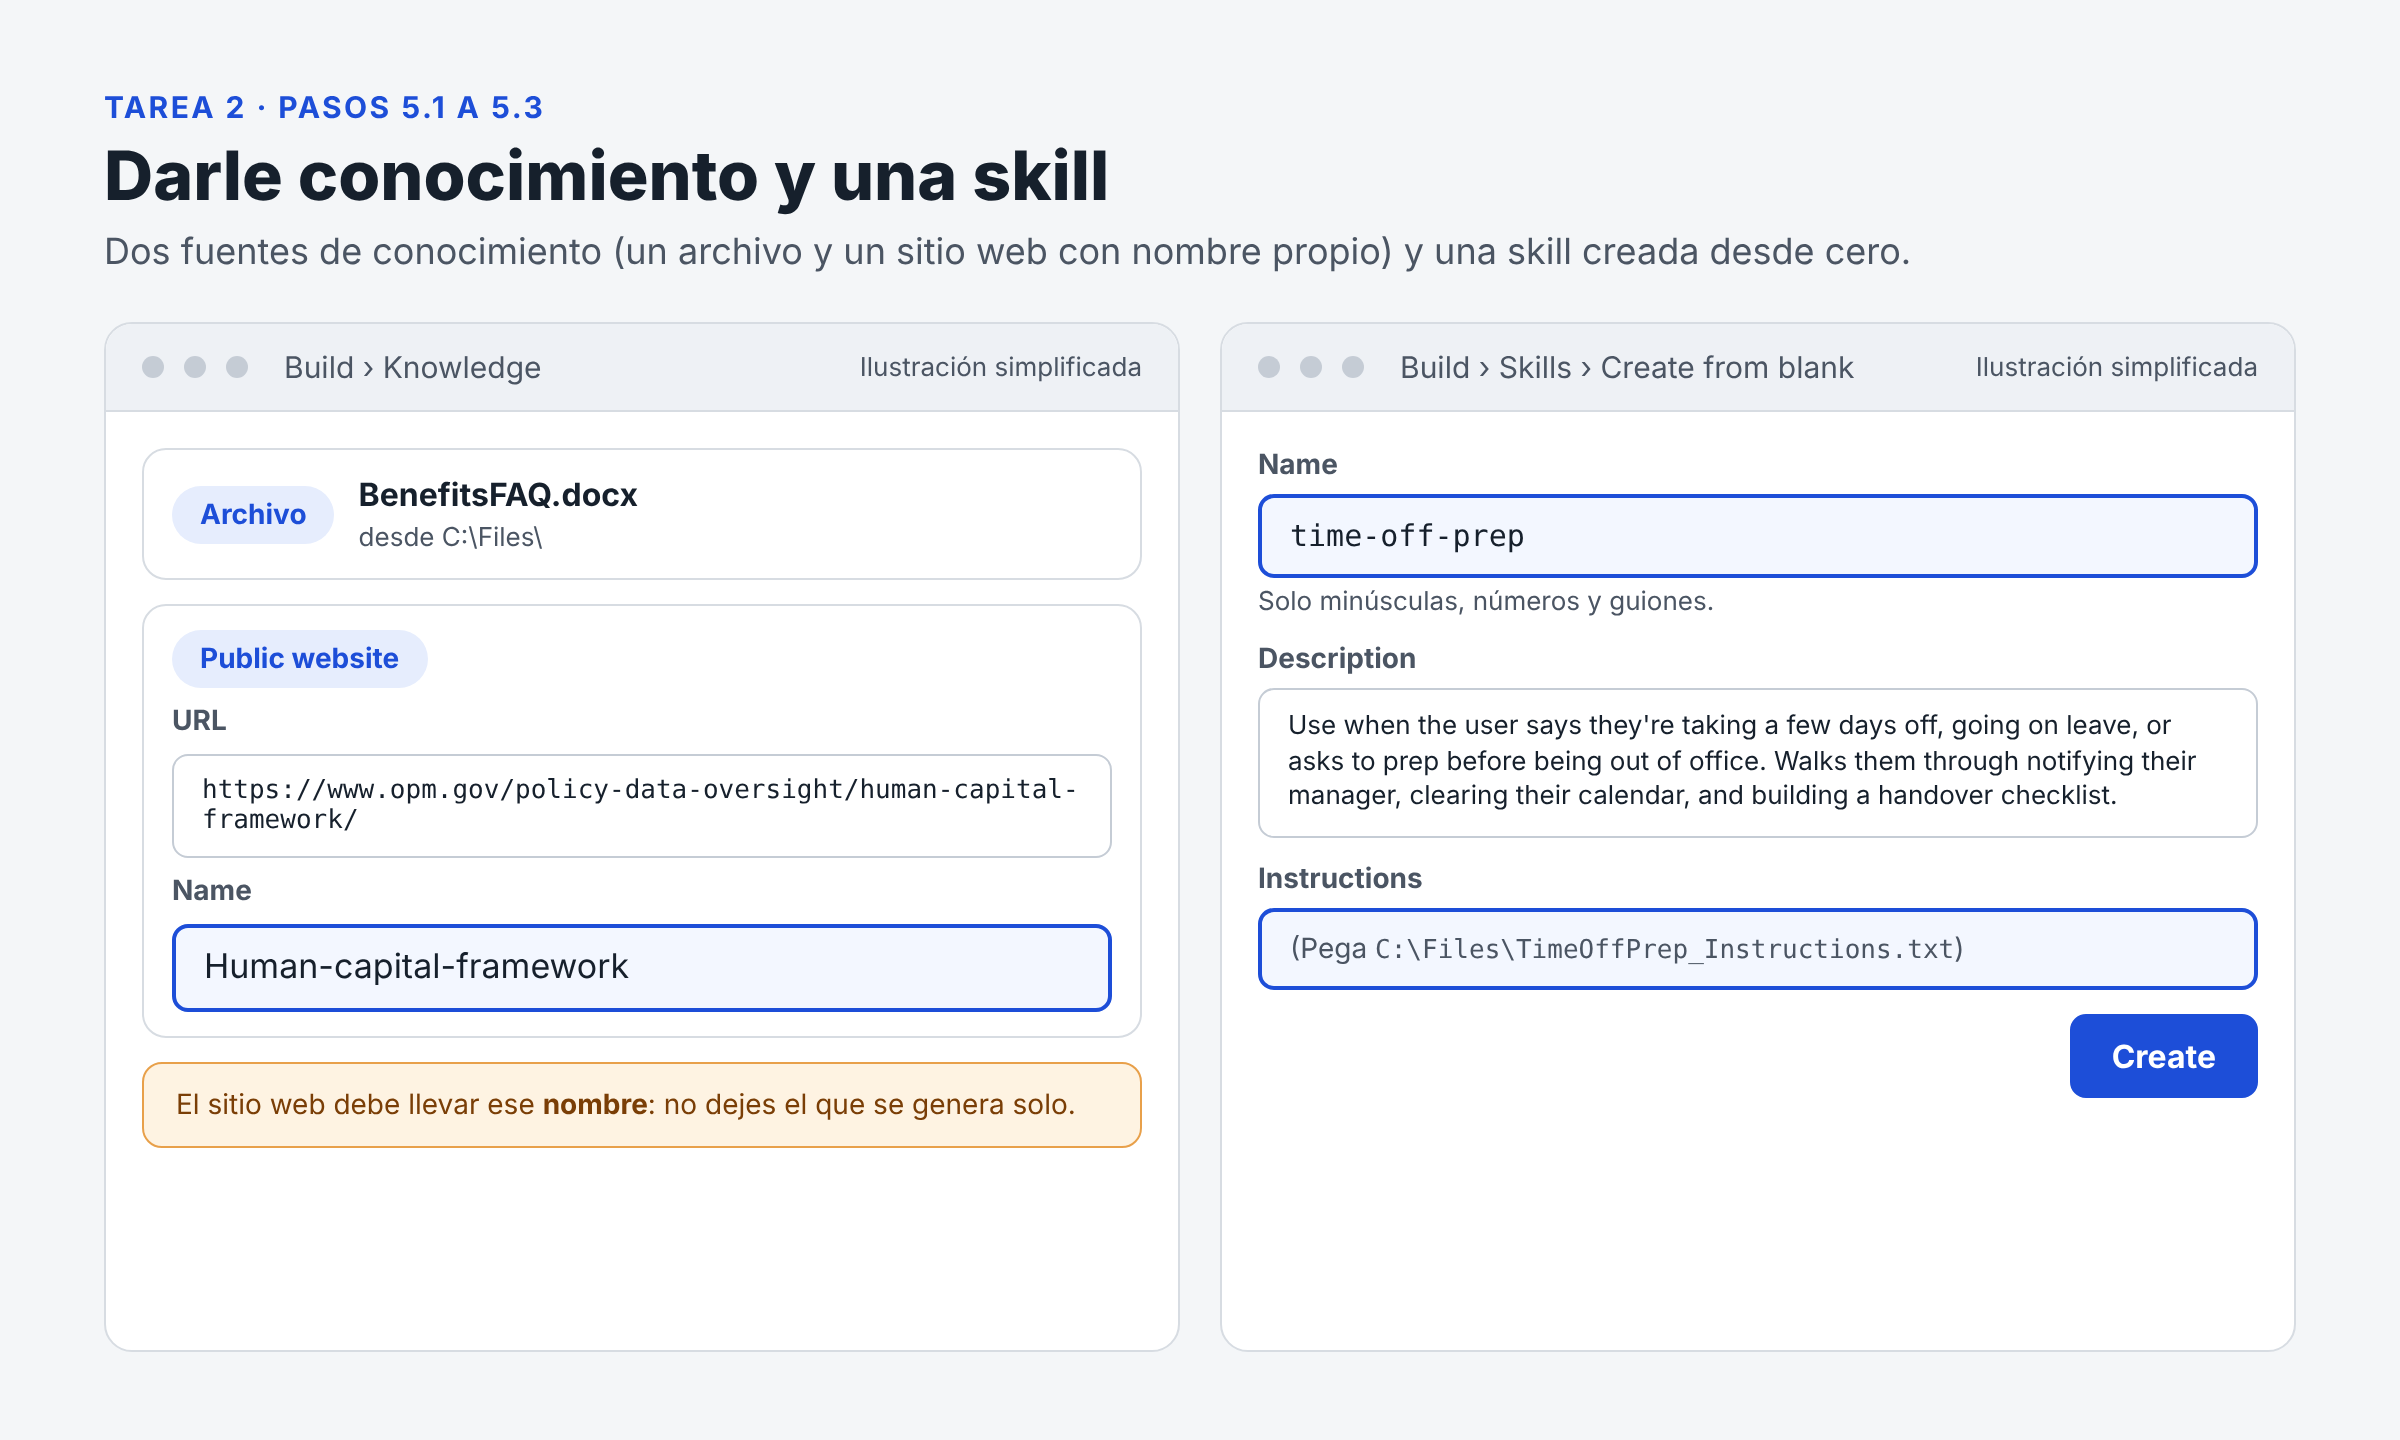 TAREA 2 · PASOS 5.1 A 5.3
Darle conocimiento y una skill
Dos fuentes de conocimiento (un archivo y un sitio web con nombre propio) y una skill creada desde cero.
Build › Knowledge
Ilustración simplificada
Archivo
BenefitsFAQ.docx
desde C:\Files\
Public website
URL
https://www.opm.gov/policy-data-oversight/human-capital-
framework/
Name
Human-capital-framework
El sitio web debe llevar ese nombre: no dejes el que se genera solo.
Build › Skills › Create from blank
Ilustración simplificada
Name
time-off-prep
Solo minúsculas, números y guiones.
Description
Use when the user says they're taking a few days off, going on leave, or
asks to prep before being out of office. Walks them through notifying their
manager, clearing their calendar, and building a handover checklist.
Instructions
(Pega C:\Files\TimeOffPrep_Instructions.txt)
Create